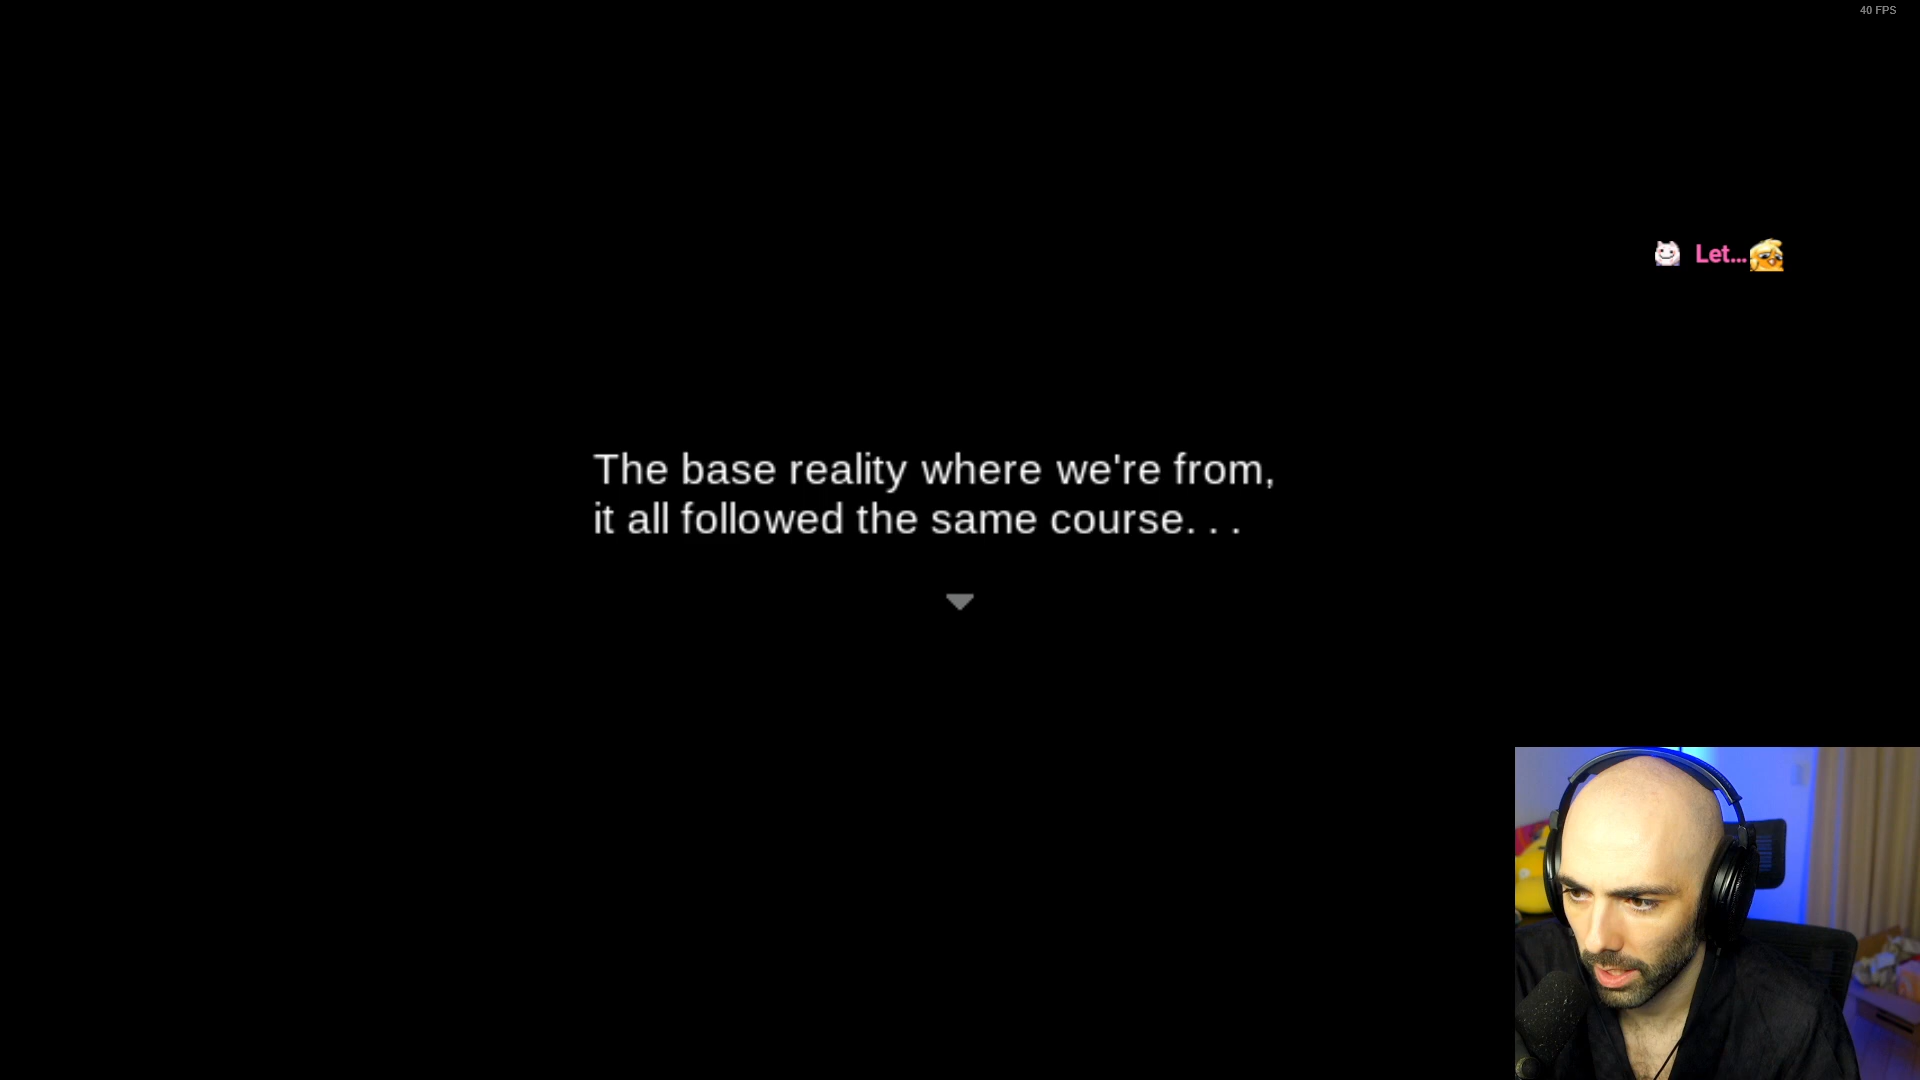 40 FPS
Let...
The base reality where we're from,
it all followed the same course. . .